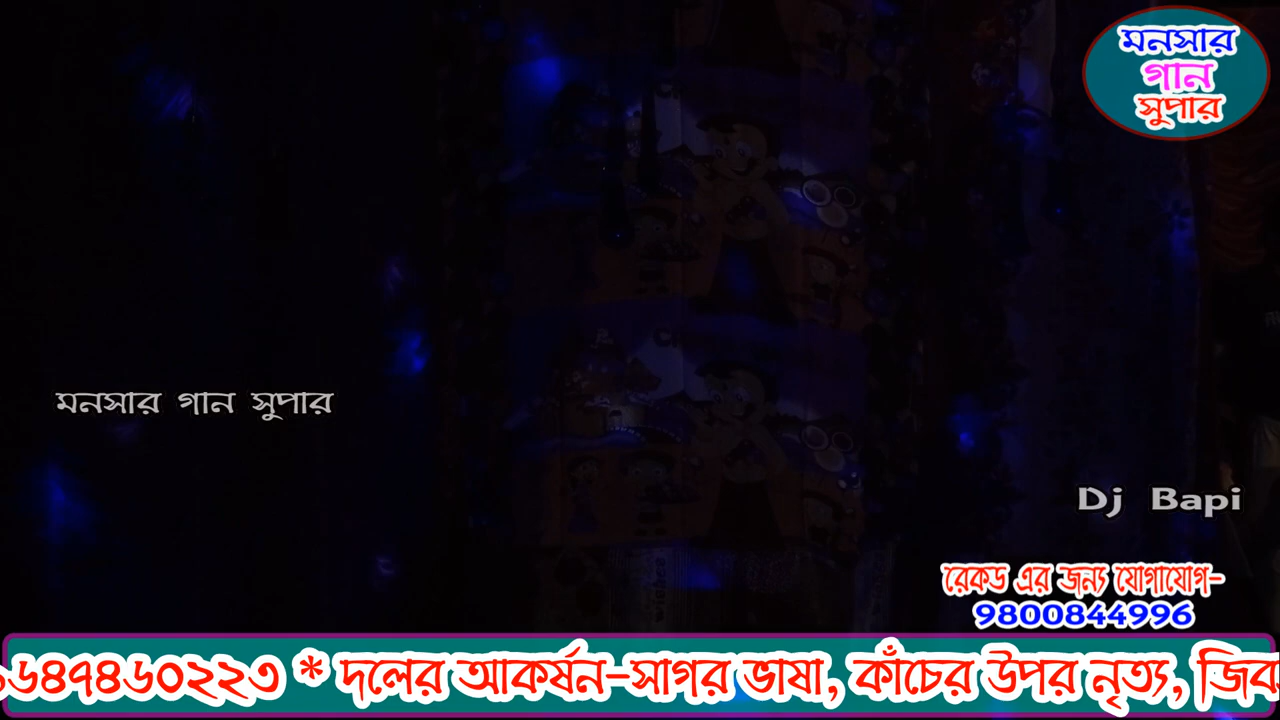 মনসার
গান
সুপার
মনসার গান সুপার
Dj Bapi
রেকড এর জন্য যোগাযোগ-
9800844996
৬৪৭৪৬০২২৩ * দলের আকর্ষন-সাগর ভাষা, কাঁচের উপর নৃত্য,